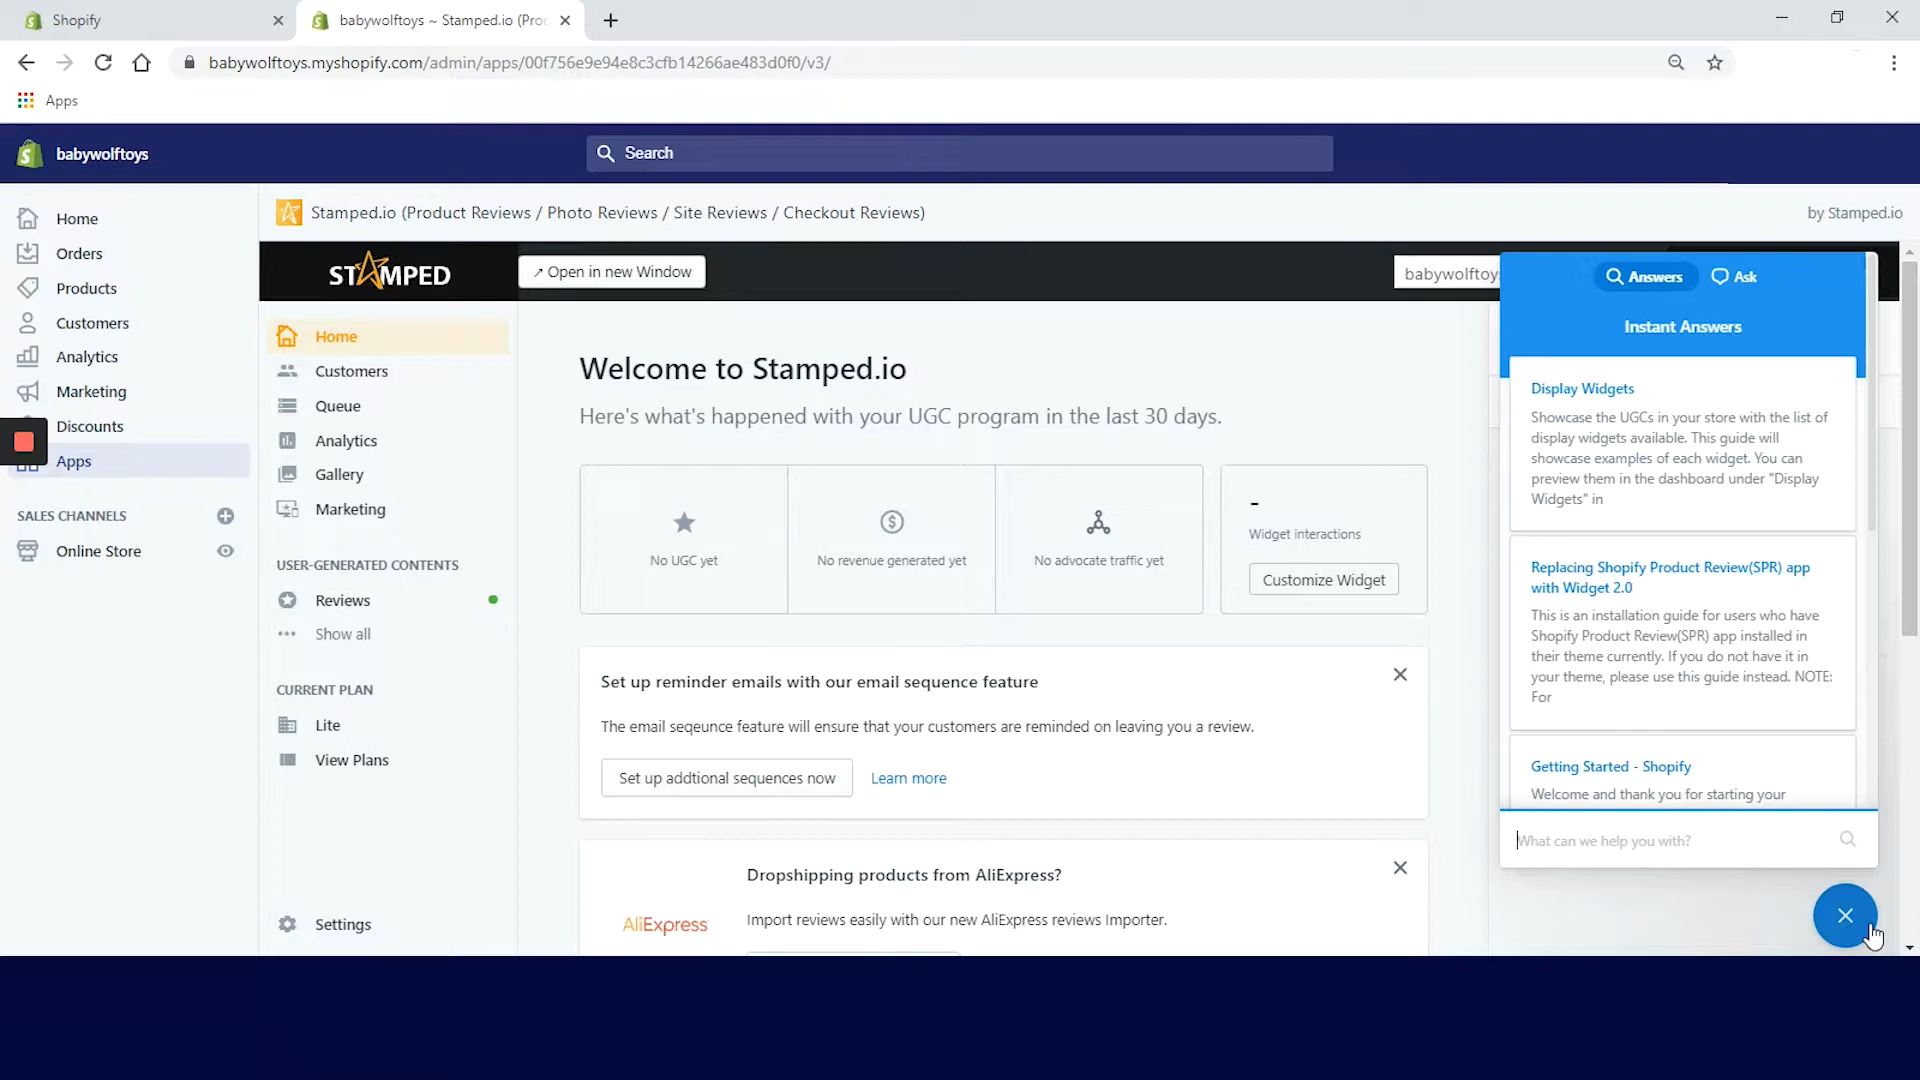 Shopify
babywolftoys ~ Stamped.io (Proc
babywolftoys.myshopify.com/admin/apps/00f756e9e94e8c3cfb14266ae483d0f0/v3/
Apps
babywolftoys
Search
Home
Orders
Products
Customers
Analytics
Marketing
Discounts
Apps
SALES CHANNELS
Online Store
Stamped.io (Product Reviews / Photo Reviews / Site Reviews / Checkout Reviews)
by Stamped.io
STAMPED
Open in new Window
babywolftoy
Home
Customers
Queue
Analytics
Gallery
Marketing
USER-GENERATED CONTENTS
Reviews
Show all
CURRENT PLAN
Lite
View Plans
Settings
Welcome to Stamped.io
Here's what's happened with your UGC program in the last 30 days.
No UGC yet
No revenue generated yet
No advocate traffic yet
-
Widget interactions
Customize Widget
Set up reminder emails with our email sequence feature
The email seqeunce feature will ensure that your customers are reminded on leaving you a review.
Set up addtional sequences now
Learn more
AliExpress
Dropshipping products from AliExpress?
Import reviews easily with our new AliExpress reviews Importer.
Answers
Ask
Instant Answers
Display Widgets
Showcase the UGCs in your store with the list of
display widgets available. This guide will
showcase examples of each widget. You can
preview them in the dashboard under "Display
Widgets" in
Replacing Shopify Product Review(SPR) app
with Widget 2.0
This is an installation guide for users who have
Shopify Product Review(SPR) app installed in
their theme currently. If you do not have it in
your theme, please use this guide instead. NOTE:
For
Getting Started - Shopify
Welcome and thank you for starting your
What can we help you with?